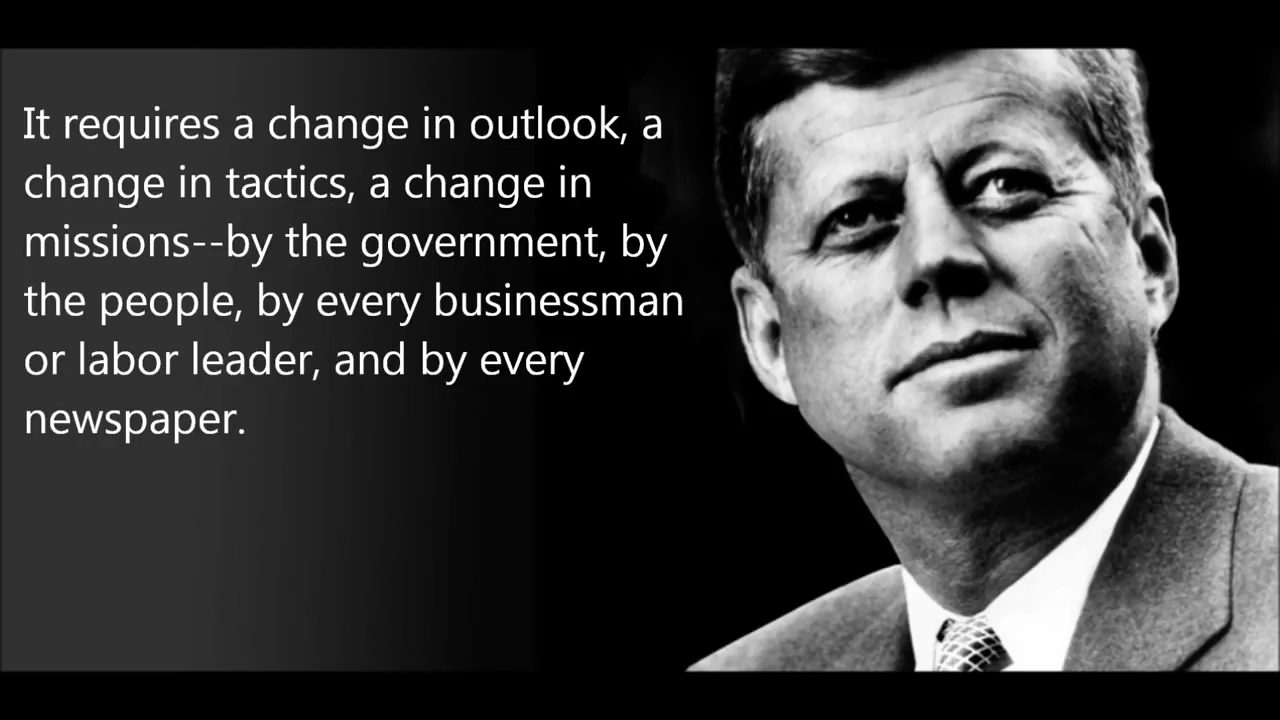 It requires a change in outlook, a
change in tactics, a change in
missions--by the government, by
the people, by every businessman
or labor leader, and by every
newspaper.